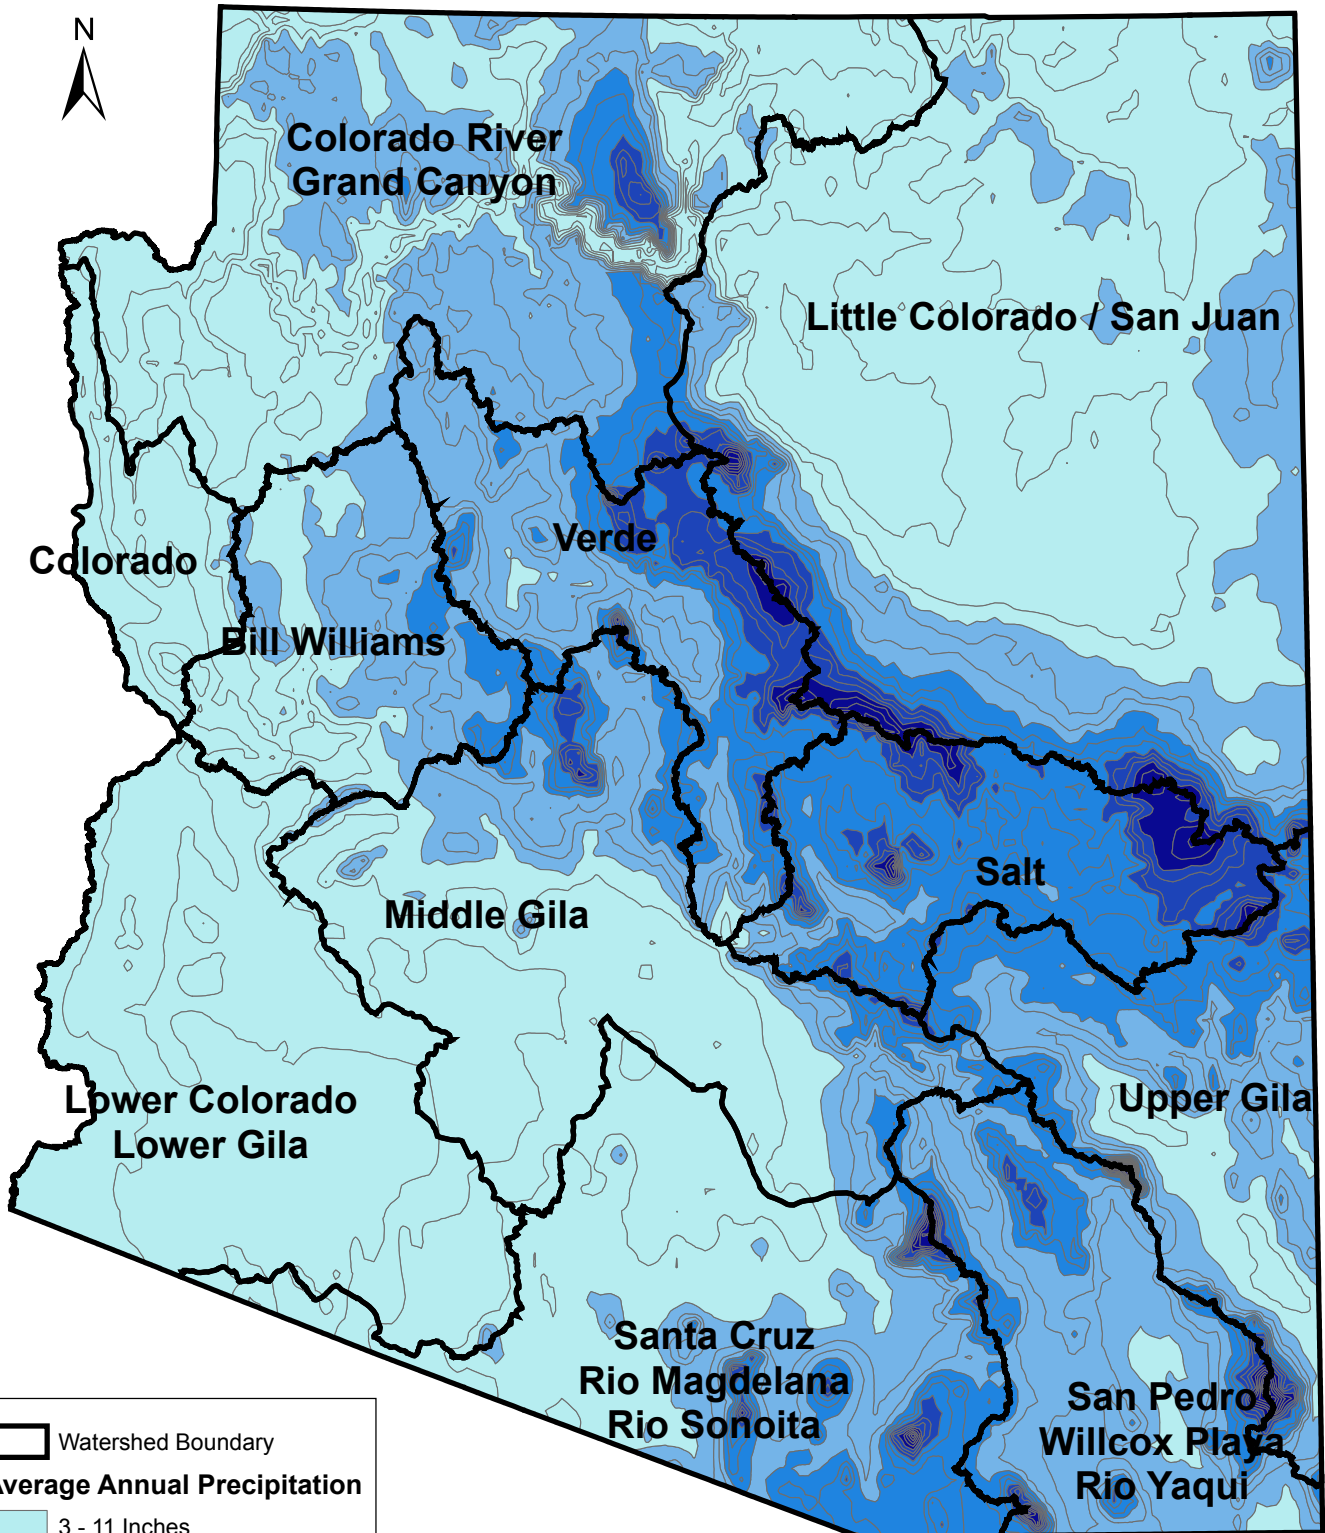 N
Colorado River
Grand Canyon
Little Colorado / San Juan
Verde
Colorado
Bill Williams
Salt
Middle Gila
Upper Gila
Lower Colorado
Lower Gila
Santa Cruz
Rio Magdelana
Rio Sonoita
San Pedro
Willcox Playa
Rio Yaqui
Watershed Boundary
Average Annual Precipitation
3 - 11 Inches